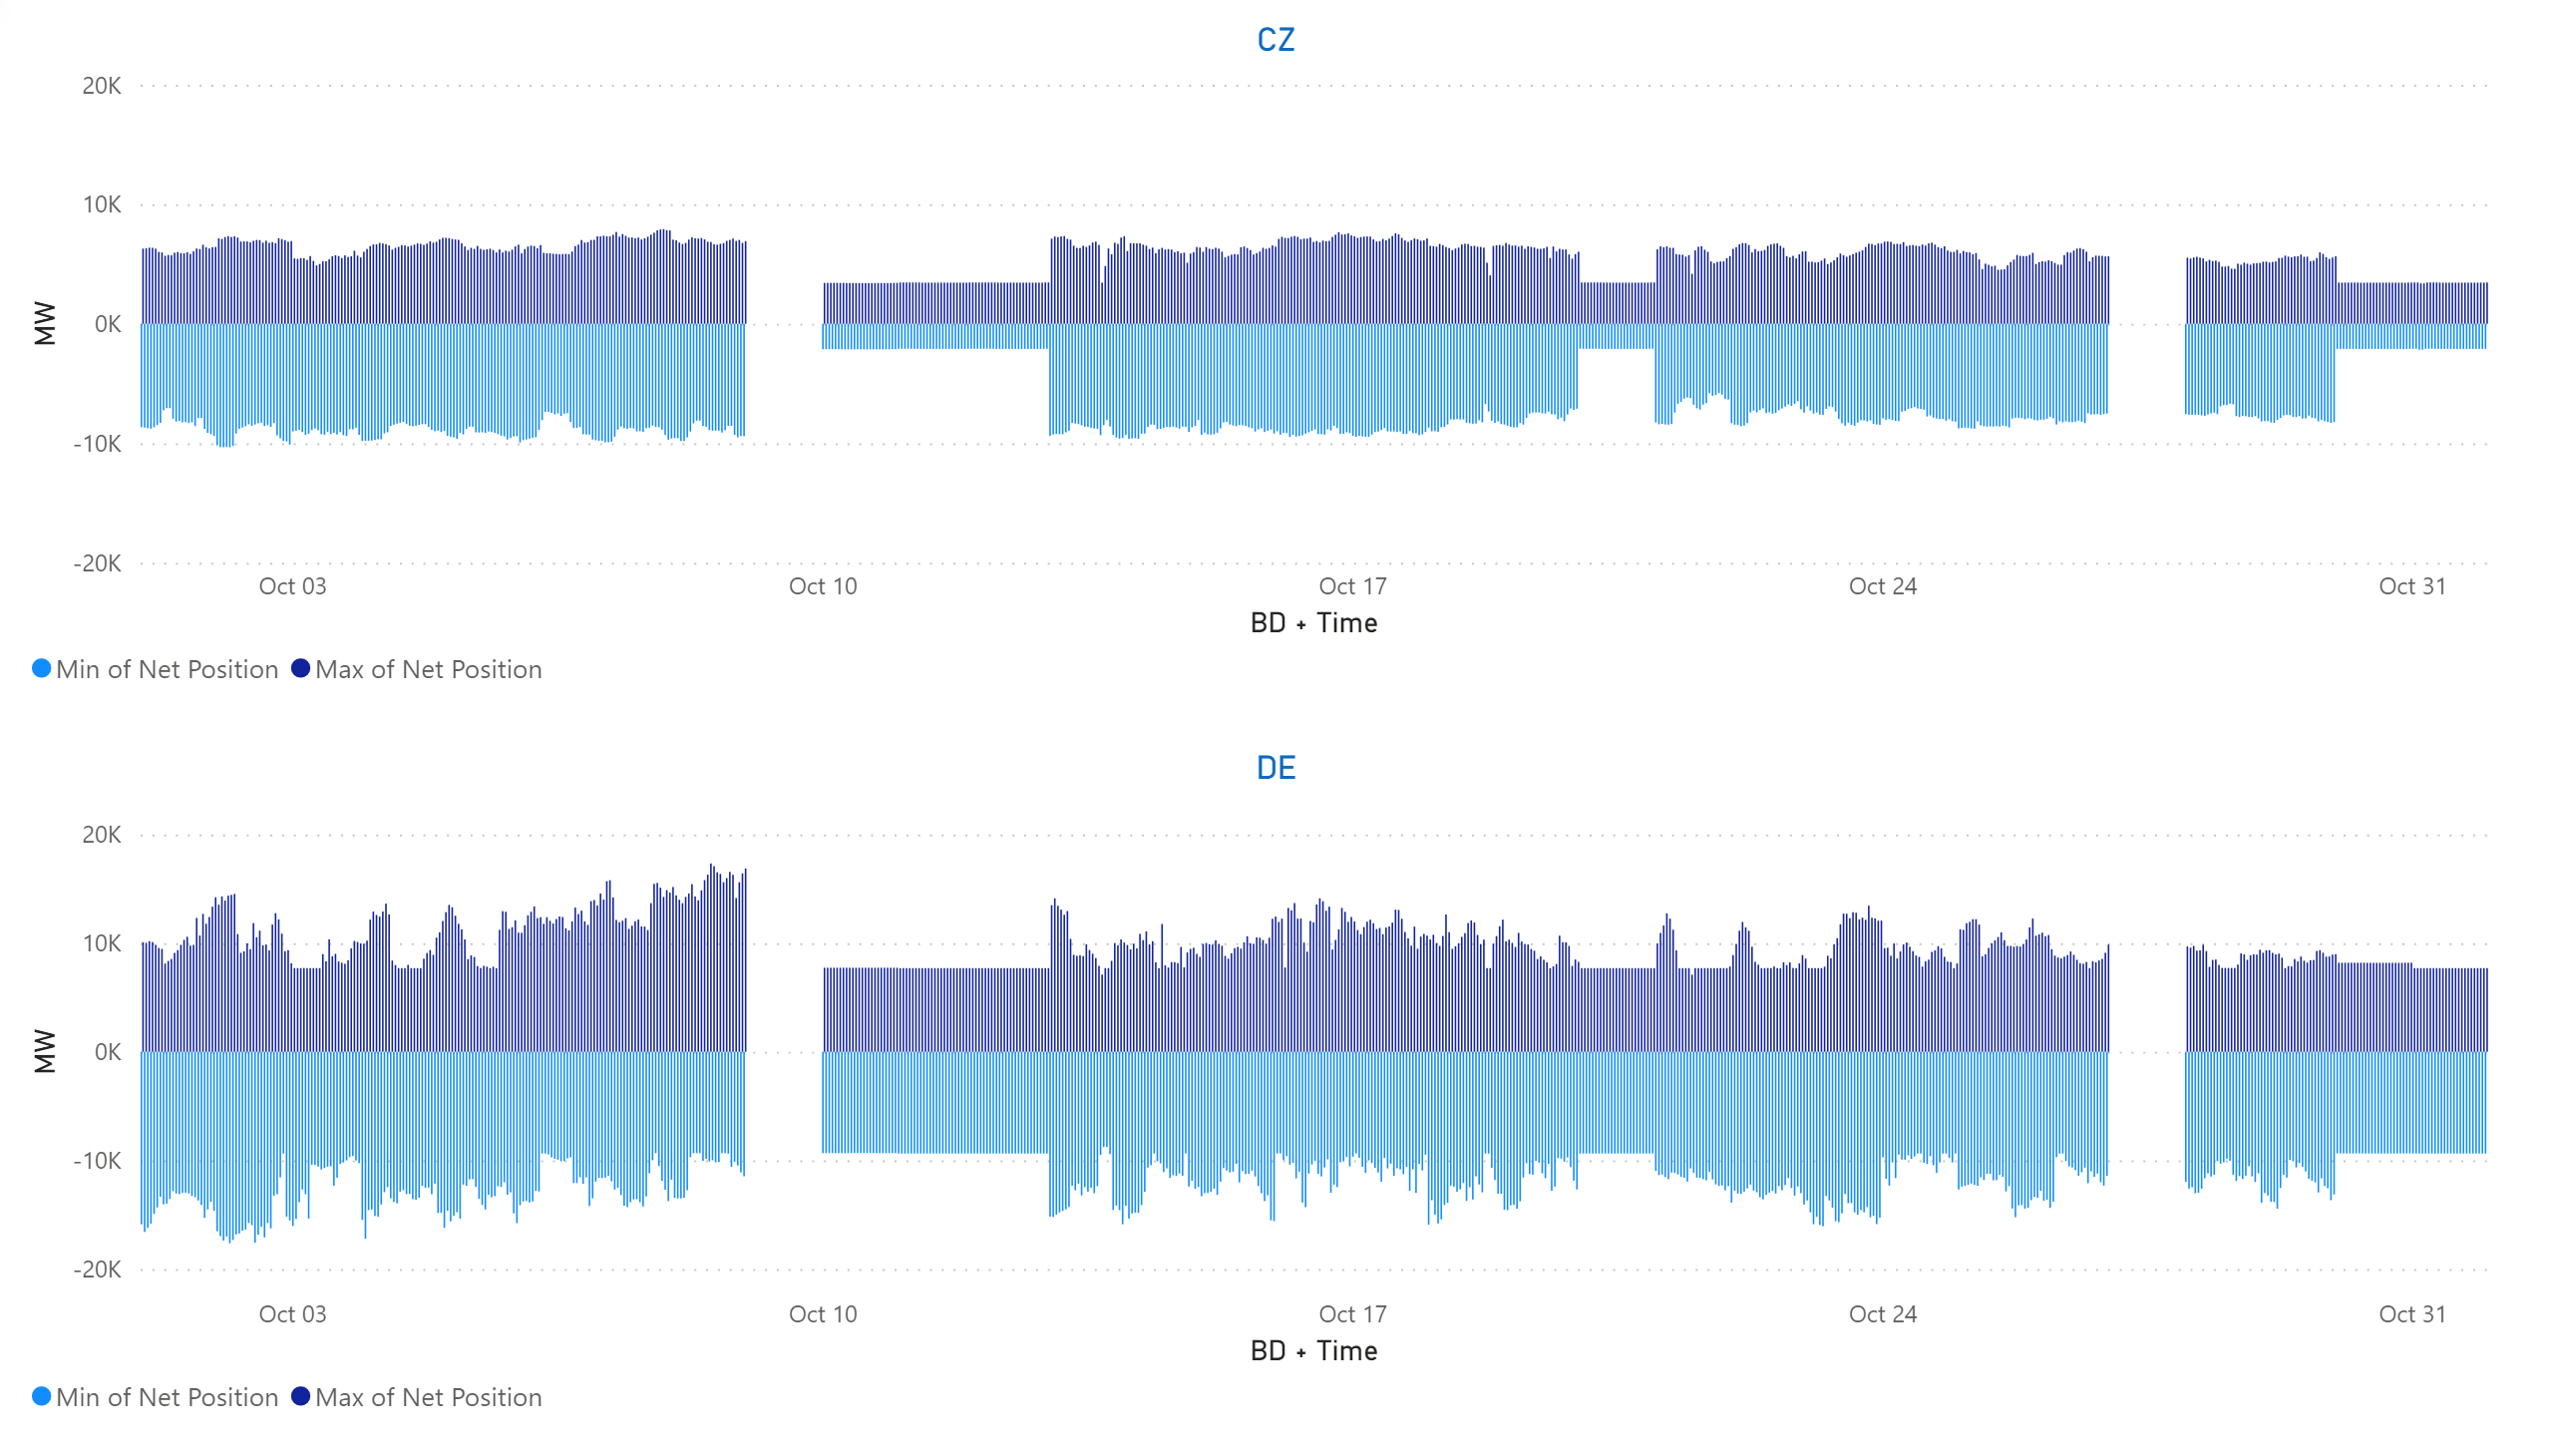 CZ
20K
10K
0K
-10K
-20K
MW
Oct 03 Oct 10 Oct 17 Oct 24 Oct 31
BD + Time
Min of Net Position Max of Net Position
DE
20K
10K
0K
-10K
-20K
MW
Oct 03 Oct 10 Oct 17 Oct 24 Oct 31
BD + Time
Min of Net Position Max of Net Position